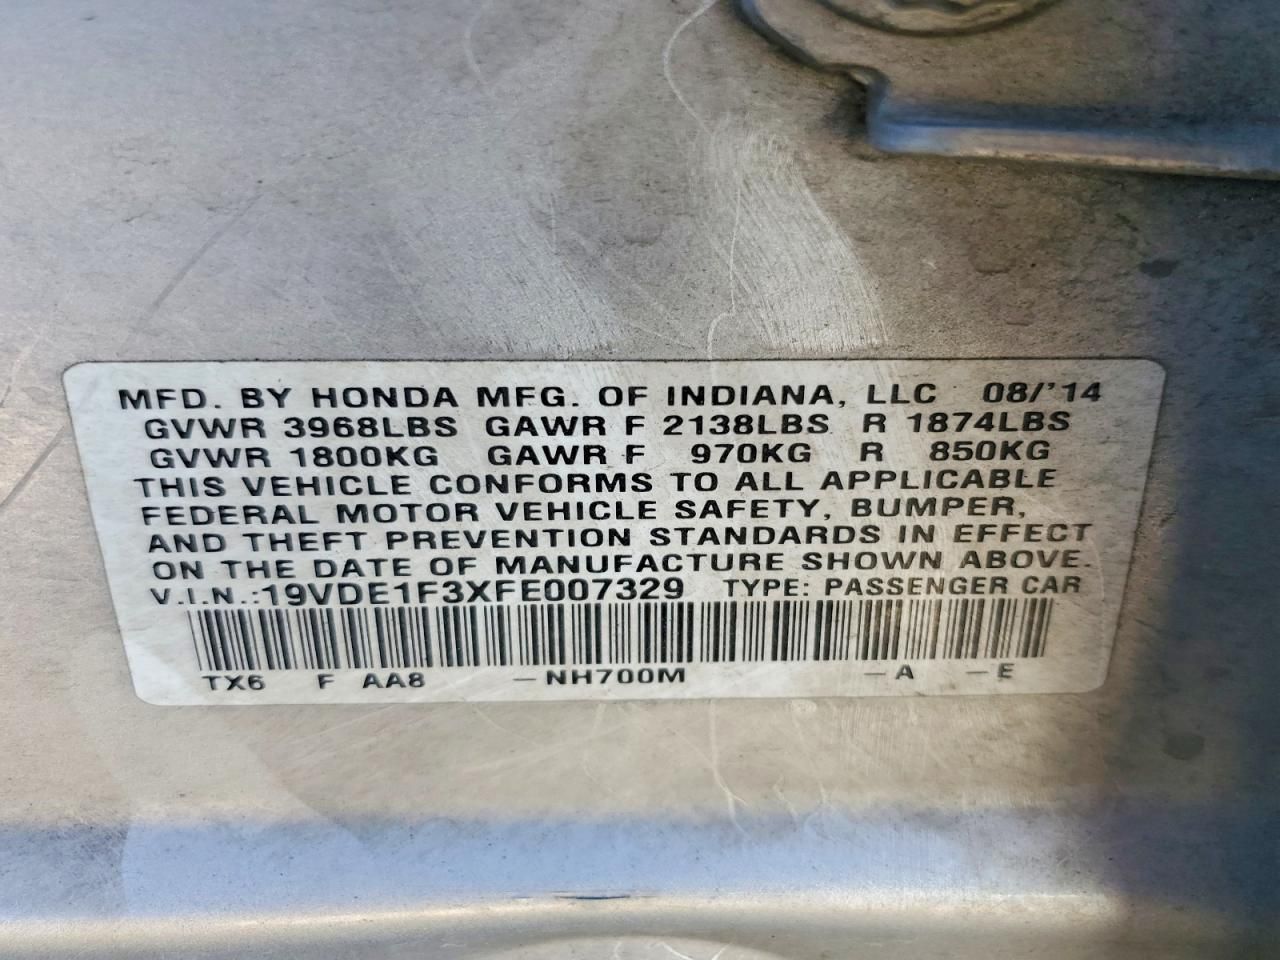 MFD. BY HONDA MFG. OF INDIANA, LLC 08/'14
GVWR 3968LBS GAWR F 2138LBS R 1874LBS
GVWR 1800KG GAWR F 970KG R 850KG
THIS VEHICLE CONFORMS TO ALL APPLICABLE
FEDERAL MOTOR VEHICLE SAFETY, BUMPER,
AND THEFT PREVENTION STANDARDS IN EFFECT
ON THE DATE OF MANUFACTURE SHOWN ABOVE.
V.I.N.:19VDE1F3XFE007329 TYPE: PASSENGER CAR
TX6 F AA8 -NH700M -A -E